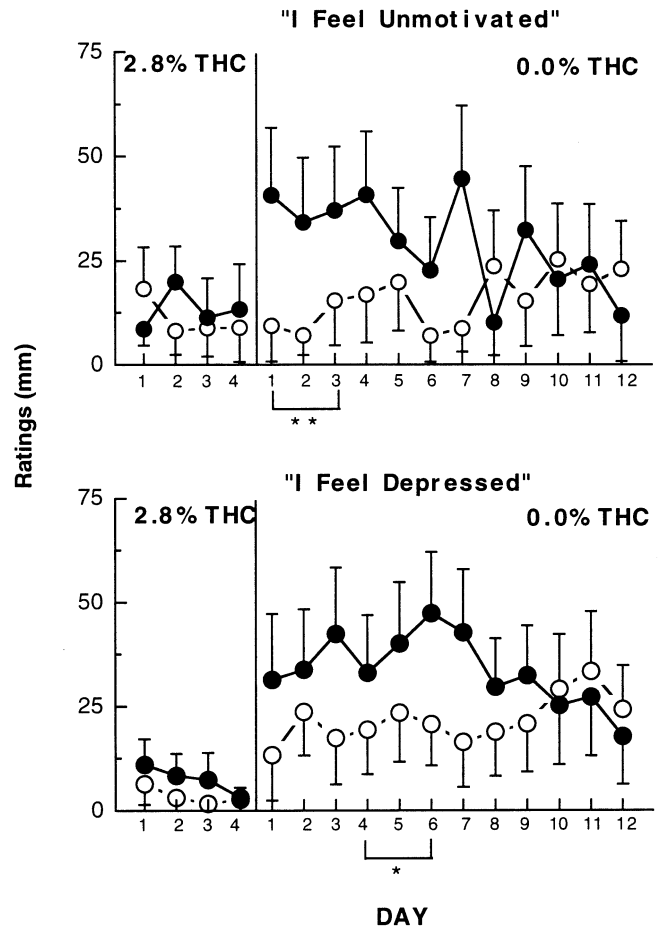 "I Feel Unmotivated"
75
2.8% THC
0.0% THC
50
25
0
1 2 3 4 1 2 3 4 5 6 7 8 9 10 11 12
* *
Ratings (mm)
"I Feel Depressed"
75
2.8% THC
0.0% THC
50
25
0
1 2 3 4 1 2 3 4 5 6 7 8 9 10 11 12
*
DAY